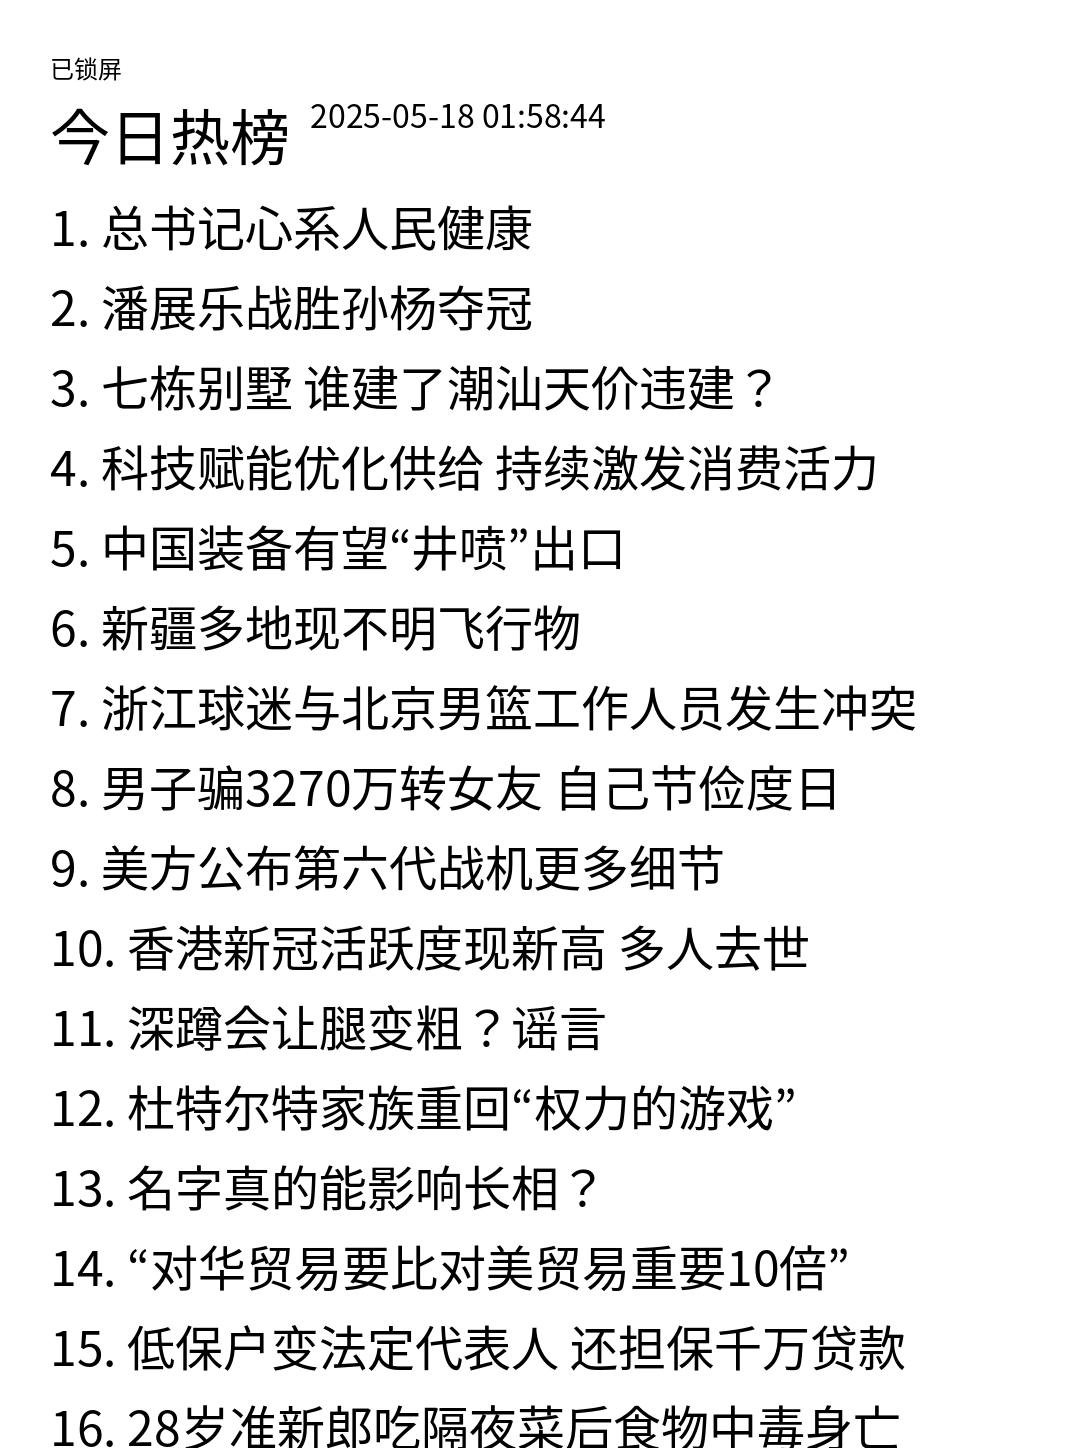 已锁屏
今日热榜 2025-05-18 01:58:44
1. 总书记心系人民健康
2. 潘展乐战胜孙杨夺冠
3. 七栋别墅 谁建了潮汕天价违建？
4. 科技赋能优化供给 持续激发消费活力
5. 中国装备有望“井喷”出口
6. 新疆多地现不明飞行物
7. 浙江球迷与北京男篮工作人员发生冲突
8. 男子骗3270万转女友 自己节俭度日
9. 美方公布第六代战机更多细节
10. 香港新冠活跃度现新高 多人去世
11. 深蹲会让腿变粗？谣言
12. 杜特尔特家族重回“权力的游戏”
13. 名字真的能影响长相？
14. “对华贸易要比对美贸易重要10倍”
15. 低保户变法定代表人 还担保千万贷款
16. 28岁准新郎吃隔夜菜后食物中毒身亡